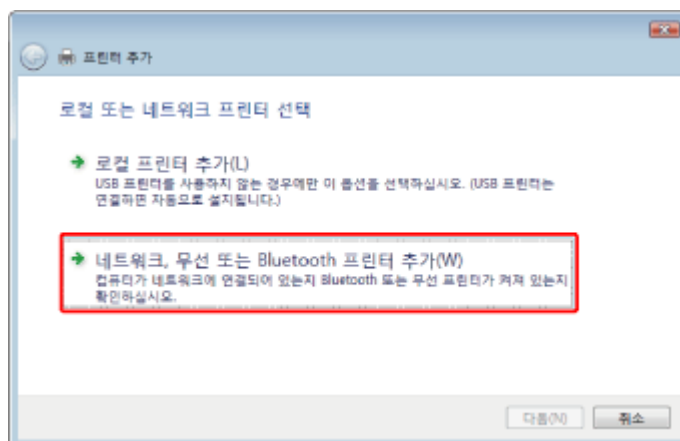 프린터 추가
로컬 또는 네트워크 프린터 선택
로컬 프린터 추가(L)
USB 프린터를 사용하지 않는 경우에만 이 옵션을 선택하십시오. (USB 프린터는
연결하면 자동으로 설치됩니다.)
네트워크, 무선 또는 Bluetooth 프린터 추가(W)
컴퓨터가 네트워크에 연결되어 있는지 Bluetooth 또는 무선 프린터가 켜져 있는지
확인하십시오.
다음(N)
취소